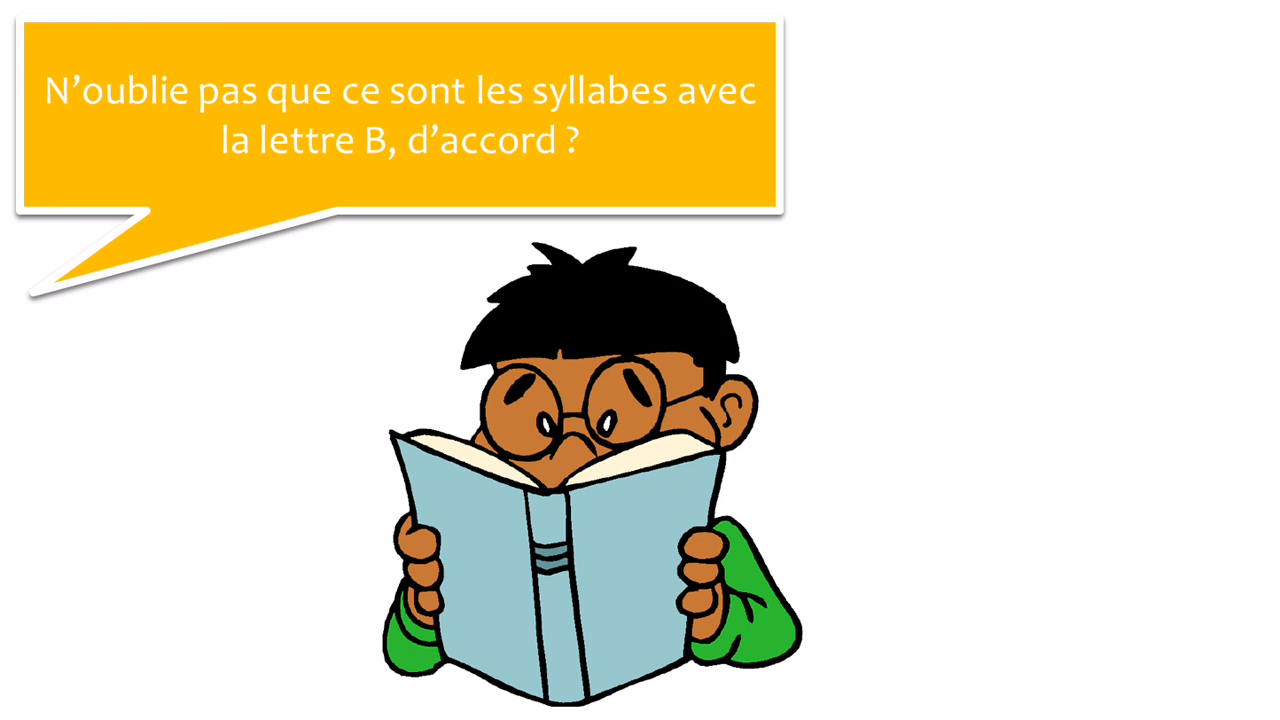 N’oublie pas que ce sont les syllabes avec
la lettre B, d’accord ?